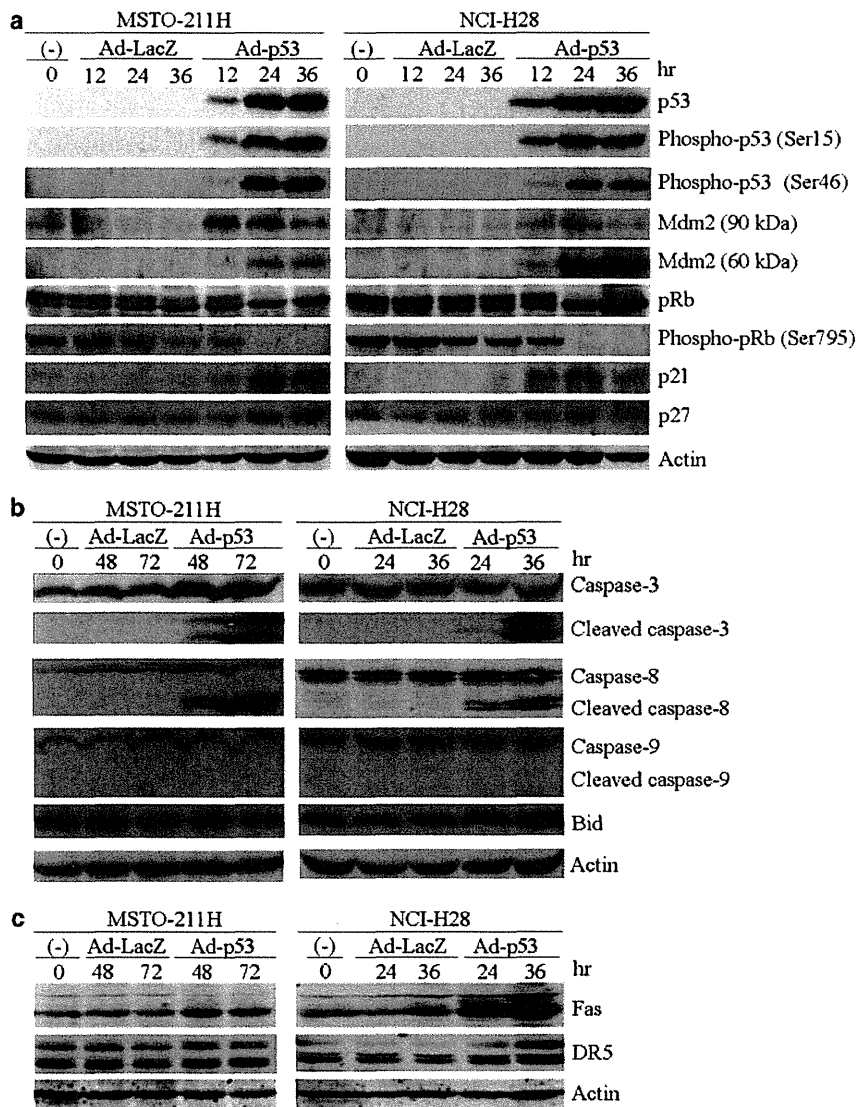 a
MSTO-211H NCI-H28
(-) Ad-LacZ Ad-p53 (-) Ad-LacZ Ad-p53
0 12 24 36 12 24 36 0 12 24 36 12 24 36 hr
p53
Phospho-p53 (Ser15)
Phospho-p53 (Ser46)
Mdm2 (90 kDa)
Mdm2 (60 kDa)
pRb
Phospho-pRb (Ser795)
p21
p27
Actin
b
MSTO-211H NCI-H28
(-) Ad-LacZ Ad-p53 (-) Ad-LacZ Ad-p53
0 48 72 48 72 0 24 36 24 36 hr
Caspase-3
Cleaved caspase-3
Caspase-8
Cleaved caspase-8
Caspase-9
Cleaved caspase-9
Bid
Actin
c
MSTO-211H NCI-H28
(-) Ad-LacZ Ad-p53 (-) Ad-LacZ Ad-p53
0 48 72 48 72 0 24 36 24 36 hr
Fas
DR5
Actin